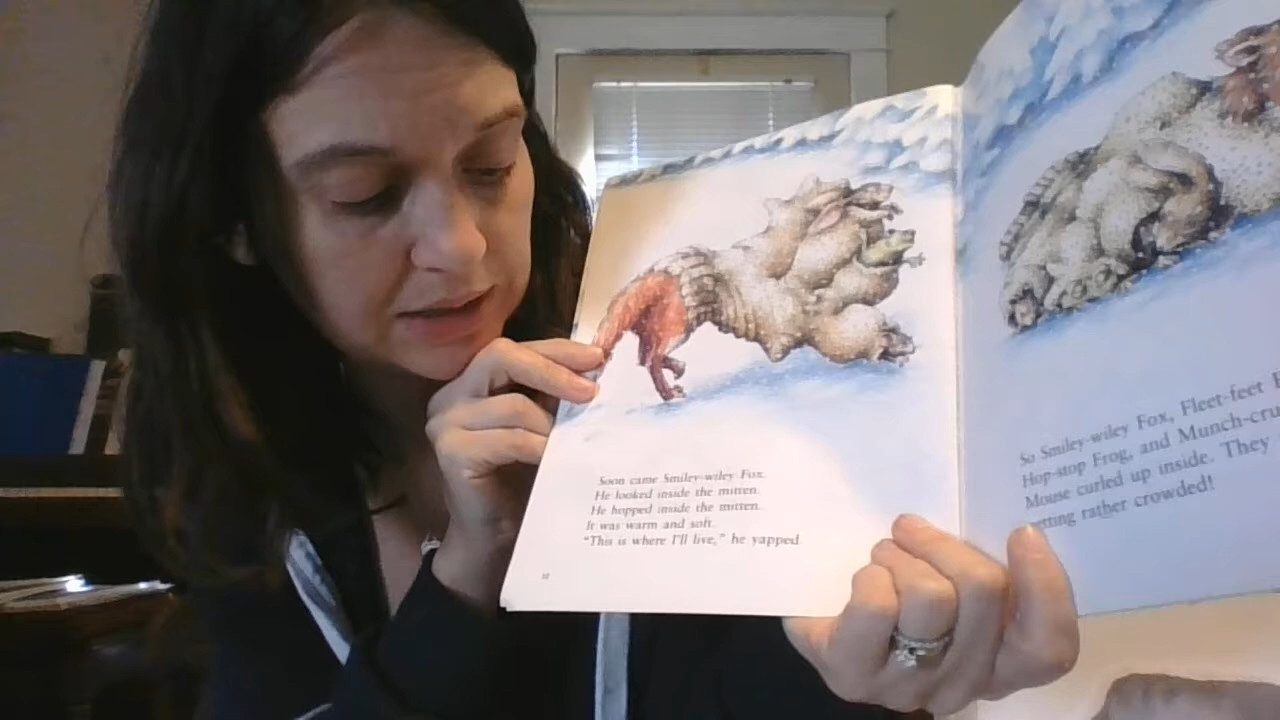 Soon came Smiley-wiley Fox.
He looked inside the mitten.
He hopped inside the mitten.
It was warm and soft.
"This is where I'll live," he yapped.
So Smiley-wiley Fox, Fleet-feet
Hop-stop Frog, and Munch-cru
Mouse curled up inside. They
etting rather crowded!